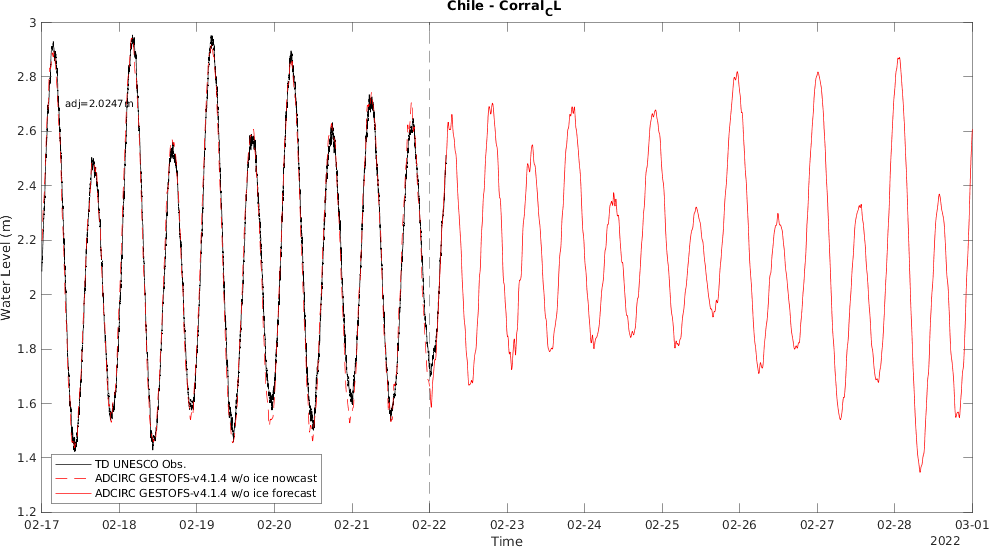 Chile - Corral_CL
3
2.8
adj=2.0247m
2.6
2.4
2.2
2
1.8
1.6
1.4
1.2
Water Level (m)
TD UNESCO Obs.
ADCIRC GESTOFS-v4.1.4 w/o ice nowcast
ADCIRC GESTOFS-v4.1.4 w/o ice forecast
02-17 02-18 02-19 02-20 02-21 02-22 02-23 02-24 02-25 02-26 02-27 02-28 03-01
Time
2022